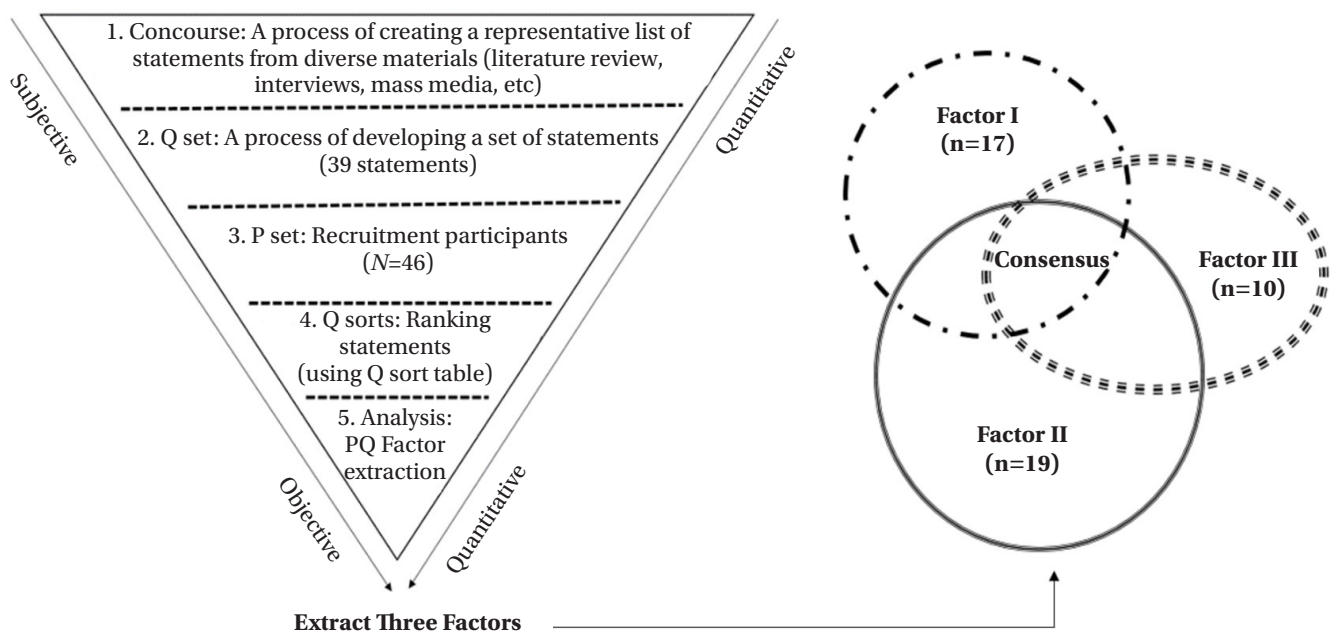 1. Concourse: A process of creating a representative list of
statements from diverse materials (literature review,
interviews, mass media, etc)
2. Q set: A process of developing a set of statements
(39 statements)
3. P set: Recruitment participants
(N=46)
4. Q sorts: Ranking
statements
(using Q sort table)
5. Analysis:
PQ Factor
extraction
Subjective
Objective
Quantitative
Quantitative
Extract Three Factors
Factor I
(n=17)
Consensus
Factor III
(n=10)
Factor II
(n=19)